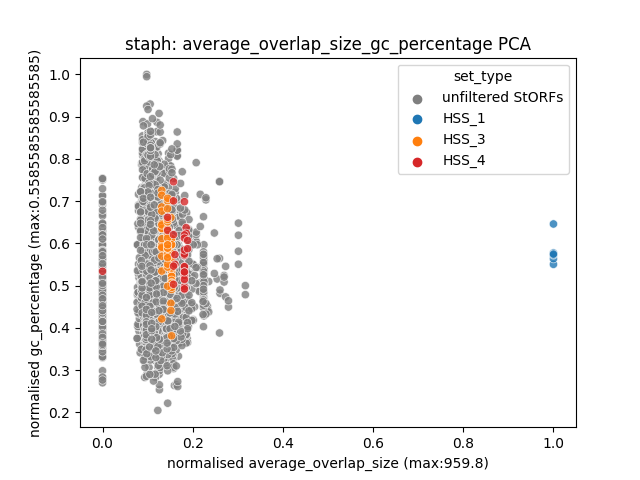 staph: average_overlap_size_gc_percentage PCA
set_type
unfiltered StORFs
HSS_1
HSS_3
HSS_4
normalised gc_percentage (max:0.5585585585585585)
1.0
0.9
0.8
0.7
0.6
0.5
0.4
0.3
0.2
0.0
0.2
0.4
0.6
0.8
1.0
normalised average_overlap_size (max:959.8)